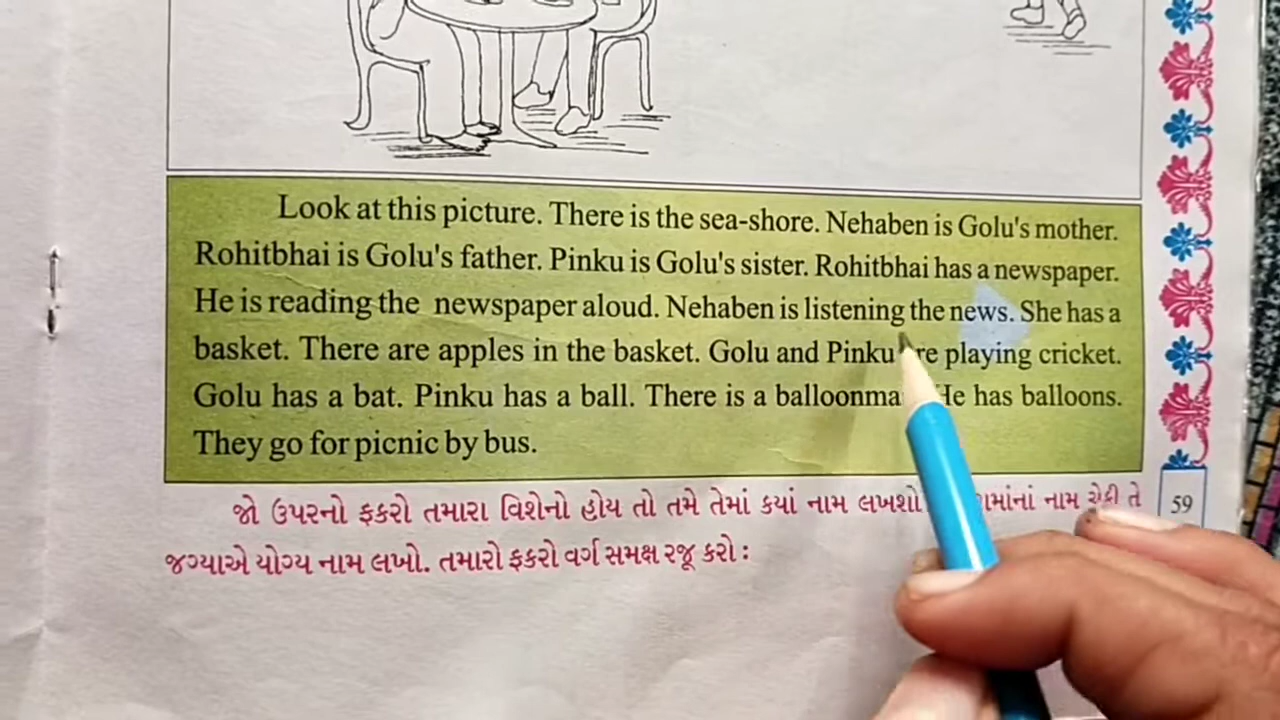 Look at this picture. There is the sea-shore. Nehaben is Golu's mother.
Rohitbhai is Golu's father. Pinku is Golu's sister. Rohitbhai has a newspaper.
He is reading the newspaper aloud. Nehaben is listening the news. She has a
basket. There are apples in the basket. Golu and Pinku playing cricket.
Golu has a bat. Pinku has a ball. There is a has balloons.
They go for picnic by bus.
જો ઉપરનો ફકરો તમારા વિશેનો હોય તો તમે તેમાં કયાં નામ લખશો નામ છેકી તે
59
જગ્યાએ યોગ્ય નામ લખો. તમારો ફકરો વર્ગ સમક્ષ રજૂ કરો :